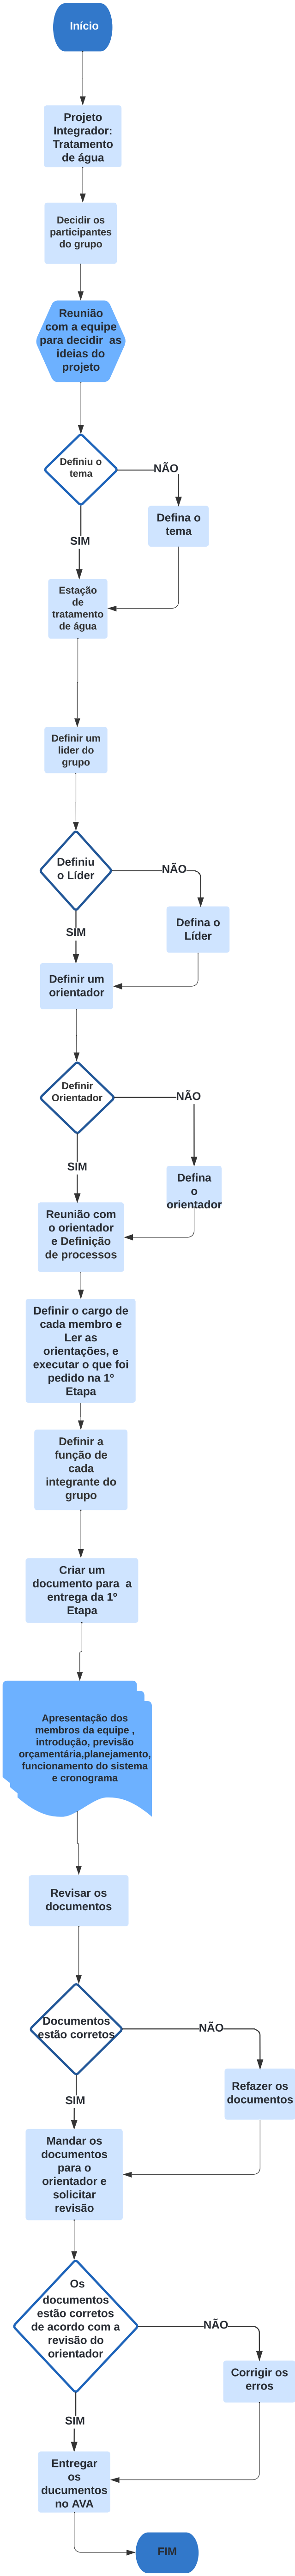 Início
Projeto
Integrador:
Tratamento
de água
Decidir os
participantes
do grupo
Reunião
com a equipe
para decidir as
ideias do
projeto
Definiu o
tema
NÃO
Defina o
tema
SIM
Estação
de
tratamento
de água
Definir um
lider do
grupo
Definiu
o Líder
NÃO
Defina o
Líder
SIM
Definir um
orientador
Definir
Orientador
NÃO
Defina
o
orientador
SIM
Reunião com
o orientador
e Definição
de processos
Definir o cargo de
cada membro e
Ler as
orientações, e
executar o que foi
pedido na 1º
Etapa
Definir a
função de
cada
integrante do
grupo
Criar um
documento para a
entrega da 1º
Etapa
Apresentação dos
membros da equipe ,
introdução, previsão
orçamentária,planejamento,
funcionamento do sistema
e cronograma
Revisar os
documentos
Documentos
estão corretos
NÃO
Refazer os
documentos
SIM
Mandar os
documentos
para o
orientador e
solicitar
revisão
Os
documentos
estão corretos
de acordo com a
revisão do
orientador
NÃO
Corrigir os
erros
SIM
Entregar
os
ducumentos
no AVA
FIM